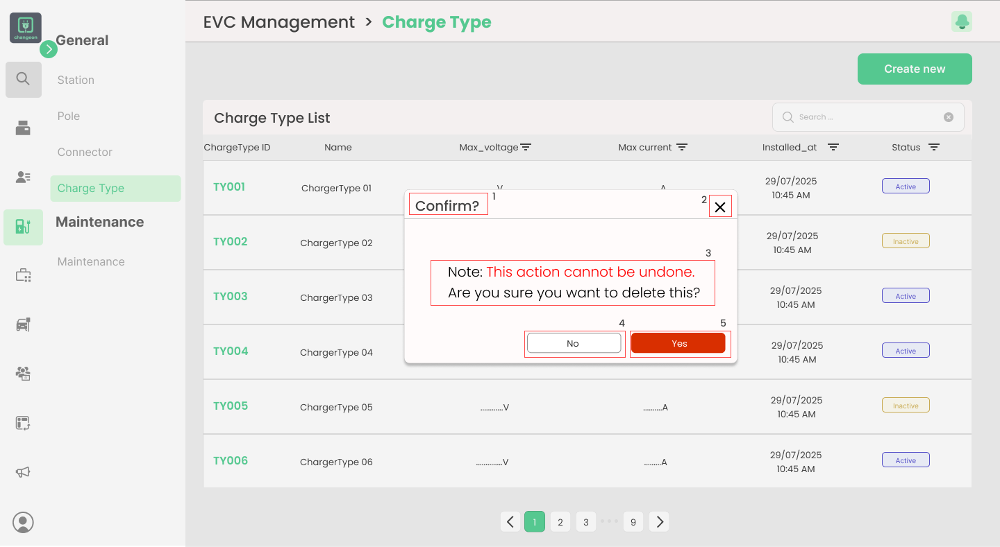 changeon
General
Station
Pole
Connector
Charge Type
Maintenance
Maintenance
EVC Management > Charge Type
Create new
Charge Type List
Search ...
ChargeType ID Name Max_voltage Max current Installed_at Status
TY001 ChargerType 01 V A 29/07/2025 10:45 AM Active
TY002 ChargerType 02 29/07/2025 10:45 AM Inactive
TY003 ChargerType 03 29/07/2025 10:45 AM Active
TY004 ChargerType 04 29/07/2025 10:45 AM Active
TY005 ChargerType 05 ............V ..........A 29/07/2025 10:45 AM Inactive
TY006 ChargerType 06 ..............V .........A 29/07/2025 10:45 AM Active
Confirm? 1
2
3
Note: This action cannot be undone.
Are you sure you want to delete this?
4 5
No Yes
1 2 3 ••• 9